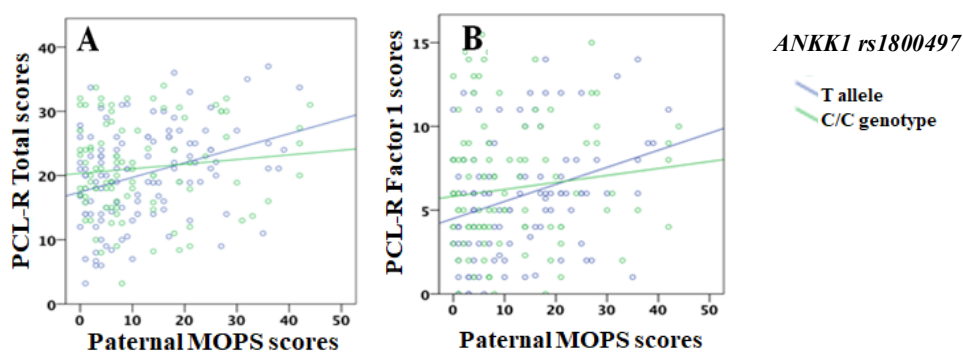 A
PCL-R Total scores
40
30
20
10
0
0 10 20 30 40 50
Paternal MOPS scores
B
PCL-R Factor 1 scores
15
10
5
0
0 10 20 30 40 50
Paternal MOPS scores
ANKK1 rs1800497
T allele
C/C genotype